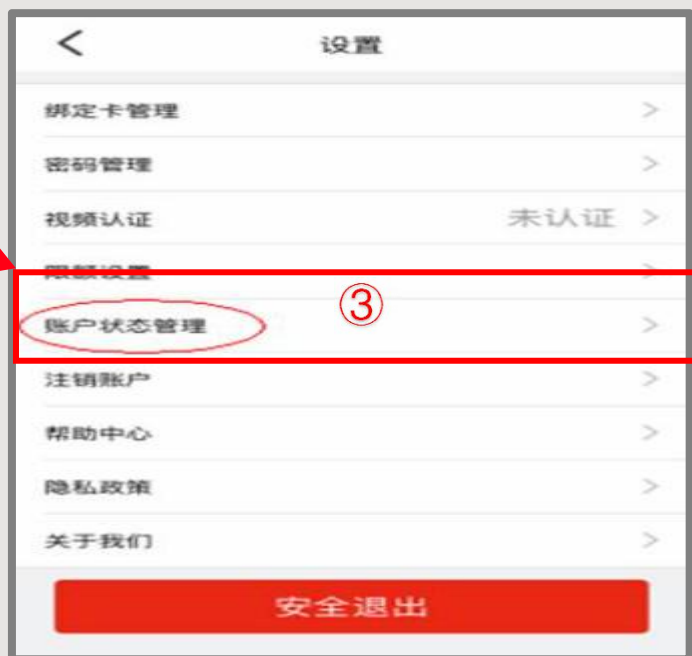 设置
绑定卡管理
密码管理
视频认证 未认证
限额设置
③
账户状态管理
注销账户
帮助中心
隐私政策
关于我们
安全退出